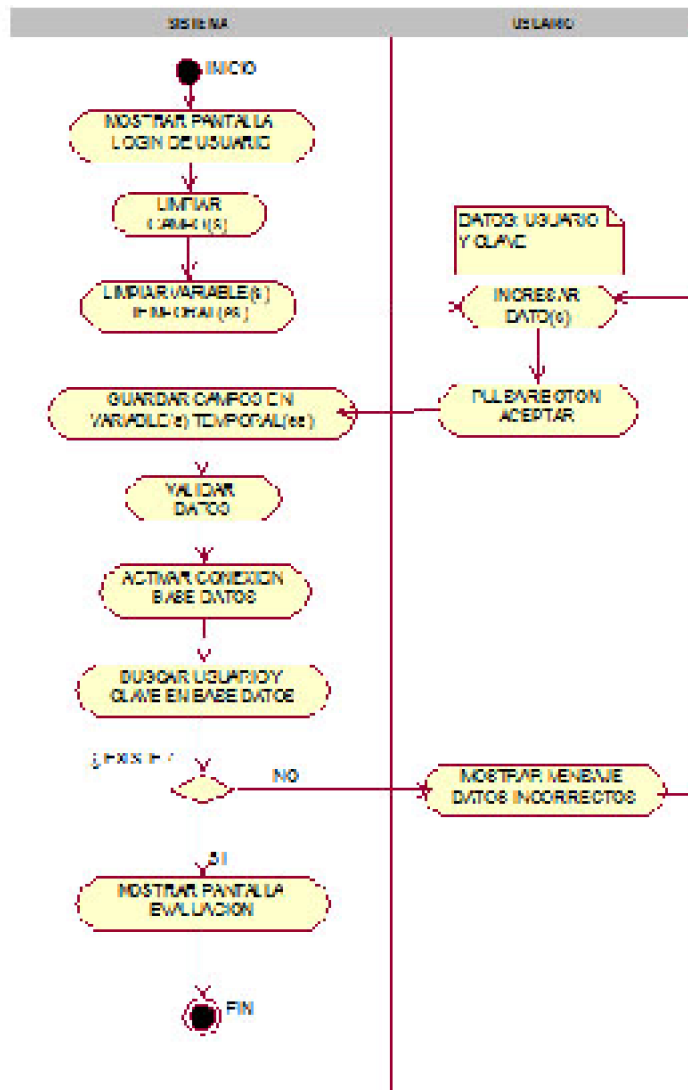 SISTEMA
USUARIO
INICIO
MOSTRAR PANTALLA
LOGIN DE USUARIO
LIMPIAR
CAMPO(S)
LIMPIAR VARIABLE(s)
TEMPORAL(es)
DATOS: USUARIO
Y CLAVE
INGRESAR
DATO(s)
PULSAR BOTON
ACEPTAR
GUARDAR CAMPOS EN
VARIABLE(s) TEMPORAL(es)
VALIDAR
DATOS
ACTIVAR CONEXION
BASE DATOS
BUSCAR USUARIO Y
CLAVE EN BASE DATOS
¿ EXISTE ?
NO
MOSTRAR MENSAJE
DATOS INCORRECTOS
SI
MOSTRAR PANTALLA
EVALUACION
FIN